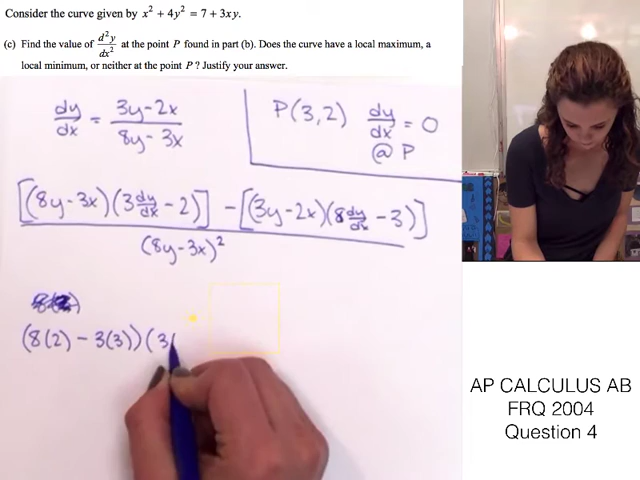 Consider the curve given by x² + 4y² = 7 + 3xy.
(c) Find the value of d²y/dx² at the point P found in part (b). Does the curve have a local maximum, a
local minimum, or neither at the point P ? Justify your answer.
dy/dx = (3y-2x)/(8y-3x)
P(3,2) dy/dx = 0
@ P
[(8y-3x)(3 dy/dx - 2)] - [(3y-2x)(8 dy/dx - 3)]
(8y-3x)²
(8(2) - 3(3))(3(
AP CALCULUS AB
FRQ 2004
Question 4